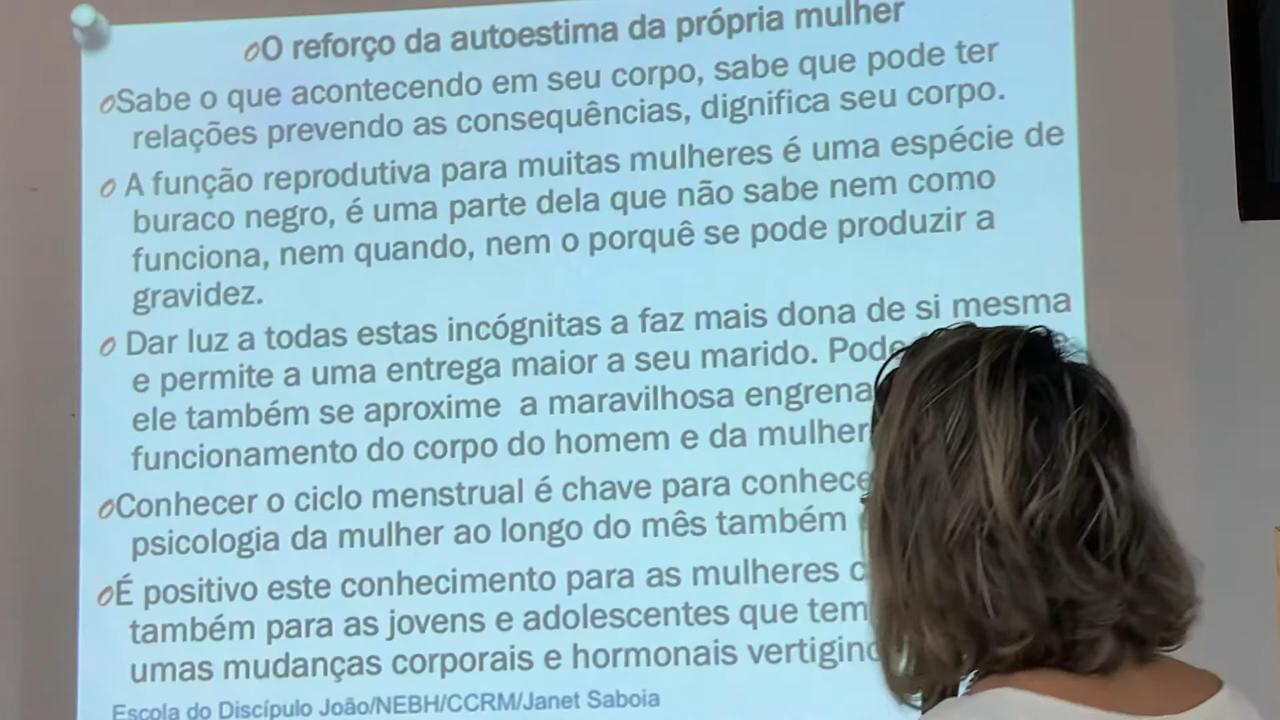 O reforço da autoestima da própria mulher
Sabe o que acontecendo em seu corpo, sabe que pode ter
relações prevendo as consequências, dignifica seu corpo.
A função reprodutiva para muitas mulheres é uma espécie de
buraco negro, é uma parte dela que não sabe nem como
funciona, nem quando, nem o porquê se pode produzir a
gravidez.
Dar luz a todas estas incógnitas a faz mais dona de si mesma
e permite a uma entrega maior a seu marido.
ele também se aproxime a maravilhosa
funcionamento do corpo do homem e da mulher
Conhecer o ciclo menstrual é chave para
psicologia da mulher ao longo do mês também
É positivo este conhecimento para as mulheres
também para as jovens e adolescentes que tem
umas mudanças corporais e hormonais
Escola do Discípulo João/NEBH/CCRM/Janet Saboia